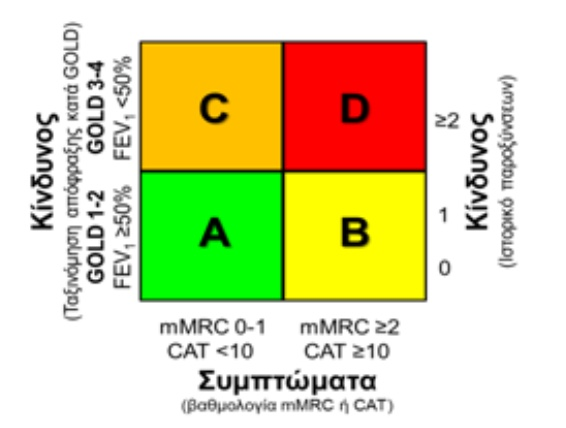 Κίνδυνος
(Ταξινόμηση απόφραξης κατά GOLD)
GOLD 3-4
FEV₁ <50%
GOLD 1-2
FEV₁ ≥50%
C
D
A
B
≥2
1
0
Κίνδυνος
(Ιστορικό παροξύνσεων)
mMRC 0-1
CAT <10
mMRC ≥2
CAT ≥10
Συμπτώματα
(βαθμολογία mMRC ή CAT)